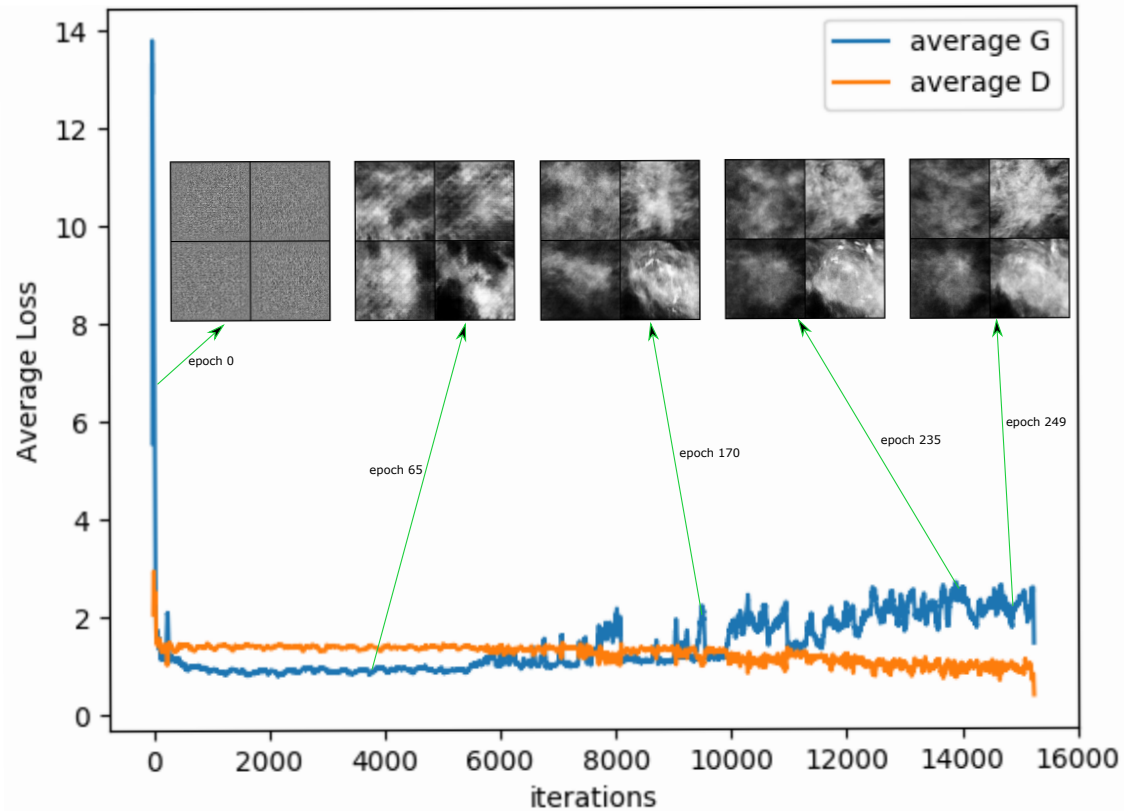 average G
average D
14
12
10
8
6
4
2
0
Average Loss
epoch 0
epoch 65
epoch 170
epoch 235
epoch 249
0 2000 4000 6000 8000 10000 12000 14000 16000
iterations